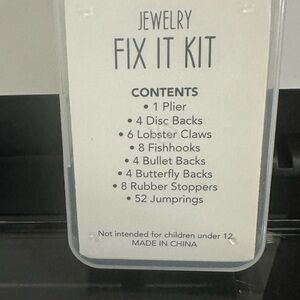 JEWELRY
FIX IT KIT
CONTENTS
• 1 Plier
• 4 Disc Backs
• 6 Lobster Claws
• 8 Fishhooks
• 4 Bullet Backs
• 4 Butterfly Backs
• 8 Rubber Stoppers
• 52 Jumprings
Not intended for children under 12
MADE IN CHINA